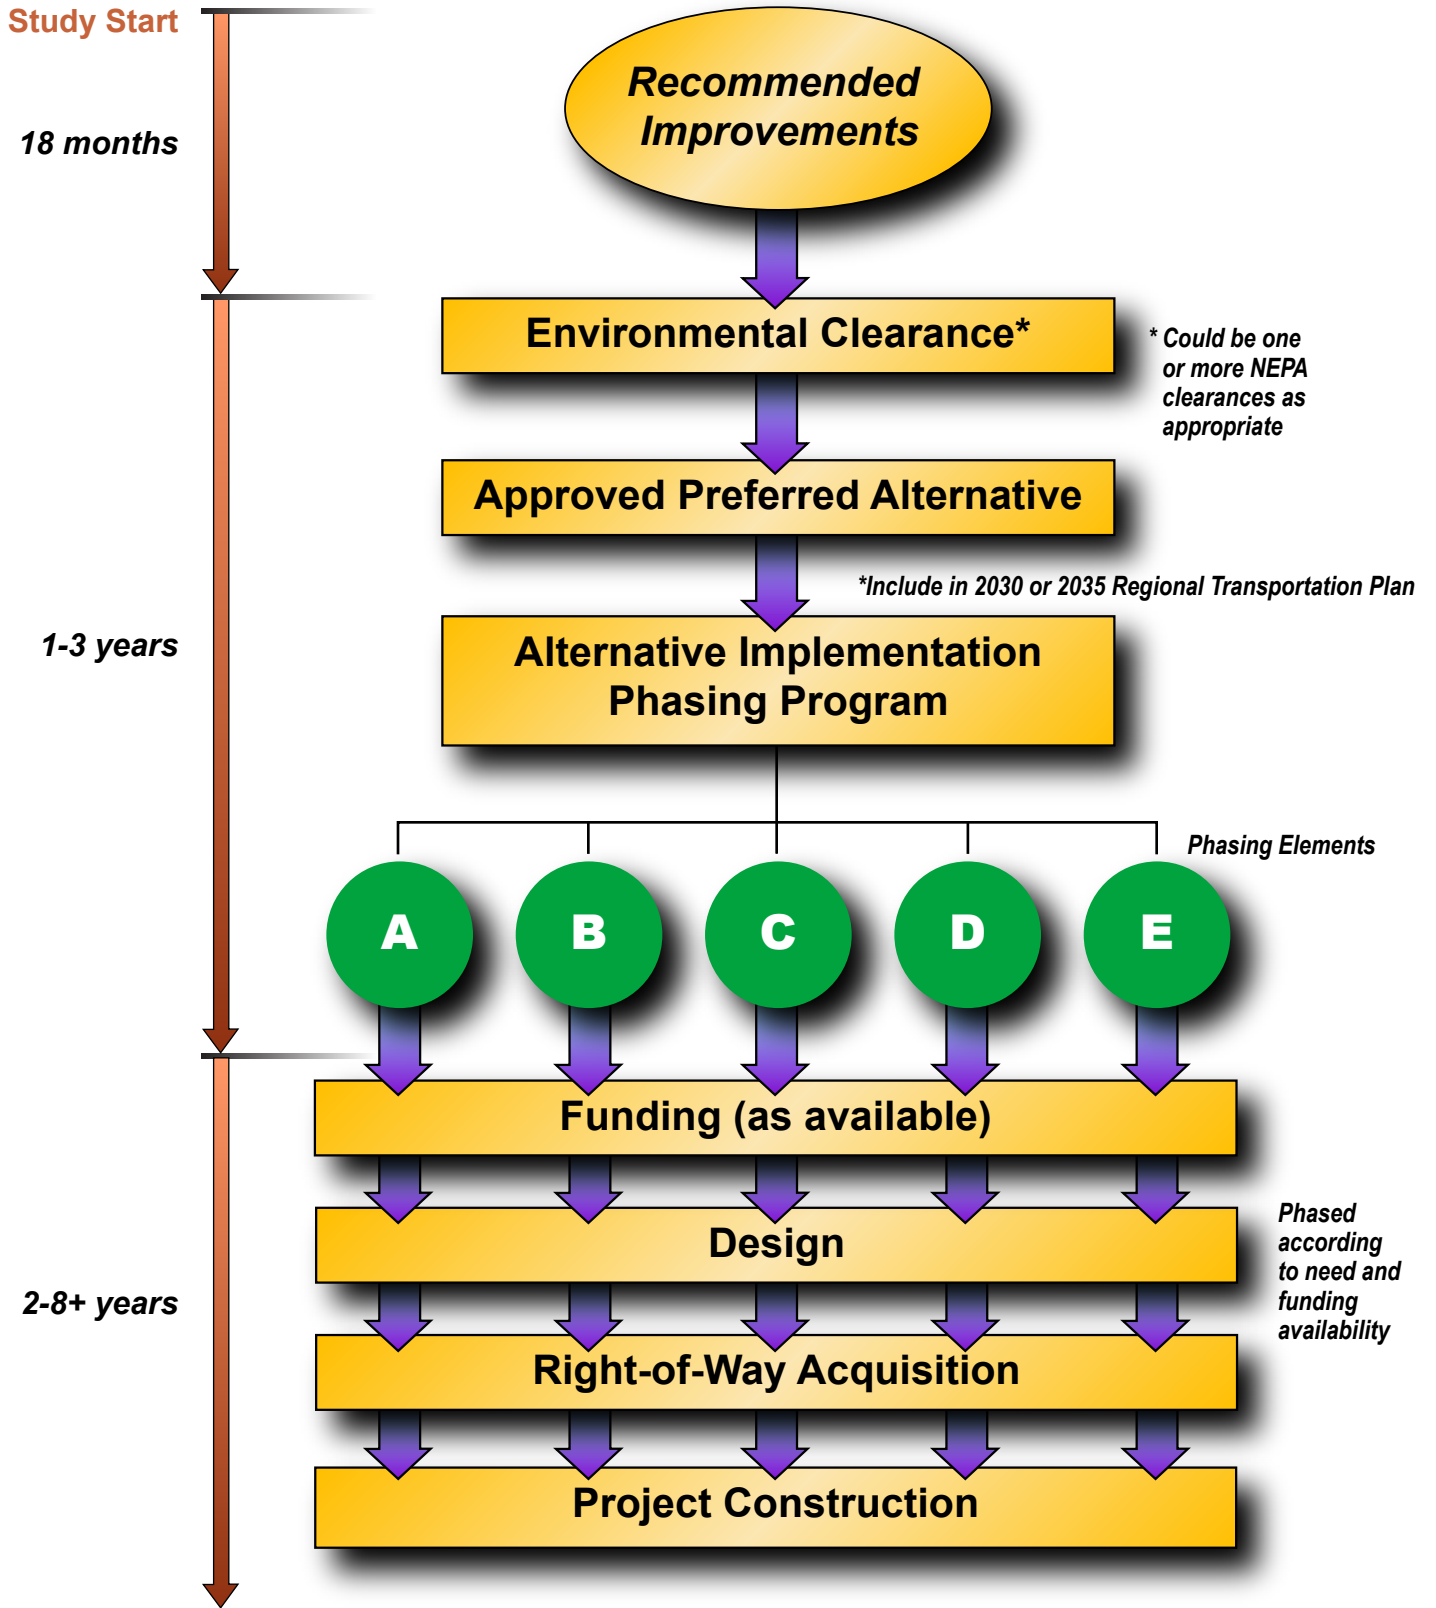 Study Start
18 months
Recommended
Improvements
Environmental Clearance*
* Could be one
or more NEPA
clearances as
appropriate
Approved Preferred Alternative
*Include in 2030 or 2035 Regional Transportation Plan
1-3 years
Alternative Implementation
Phasing Program
Phasing Elements
A B C D E
Funding (as available)
Design
Phased
according
to need and
funding
availability
2-8+ years
Right-of-Way Acquisition
Project Construction